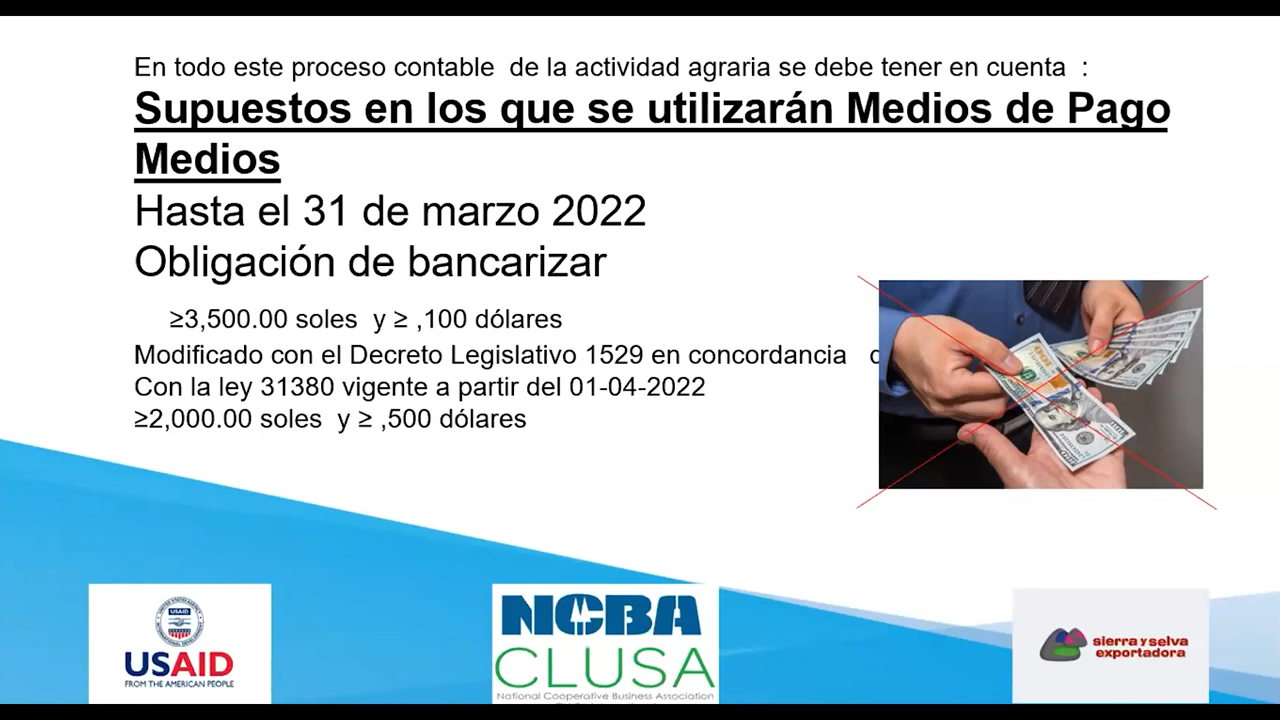 En todo este proceso contable de la actividad agraria se debe tener en cuenta :
Supuestos en los que se utilizarán Medios de Pago
Medios
Hasta el 31 de marzo 2022
Obligación de bancarizar
≥3,500.00 soles y ≥ ,100 dólares
Modificado con el Decreto Legislativo 1529 en concordancia
Con la ley 31380 vigente a partir del 01-04-2022
≥2,000.00 soles y ≥ ,500 dólares
USAID
USAID
FROM THE AMERICAN PEOPLE
NCBA
CLUSA
National Cooperative Business Association
sierra y selva
exportadora